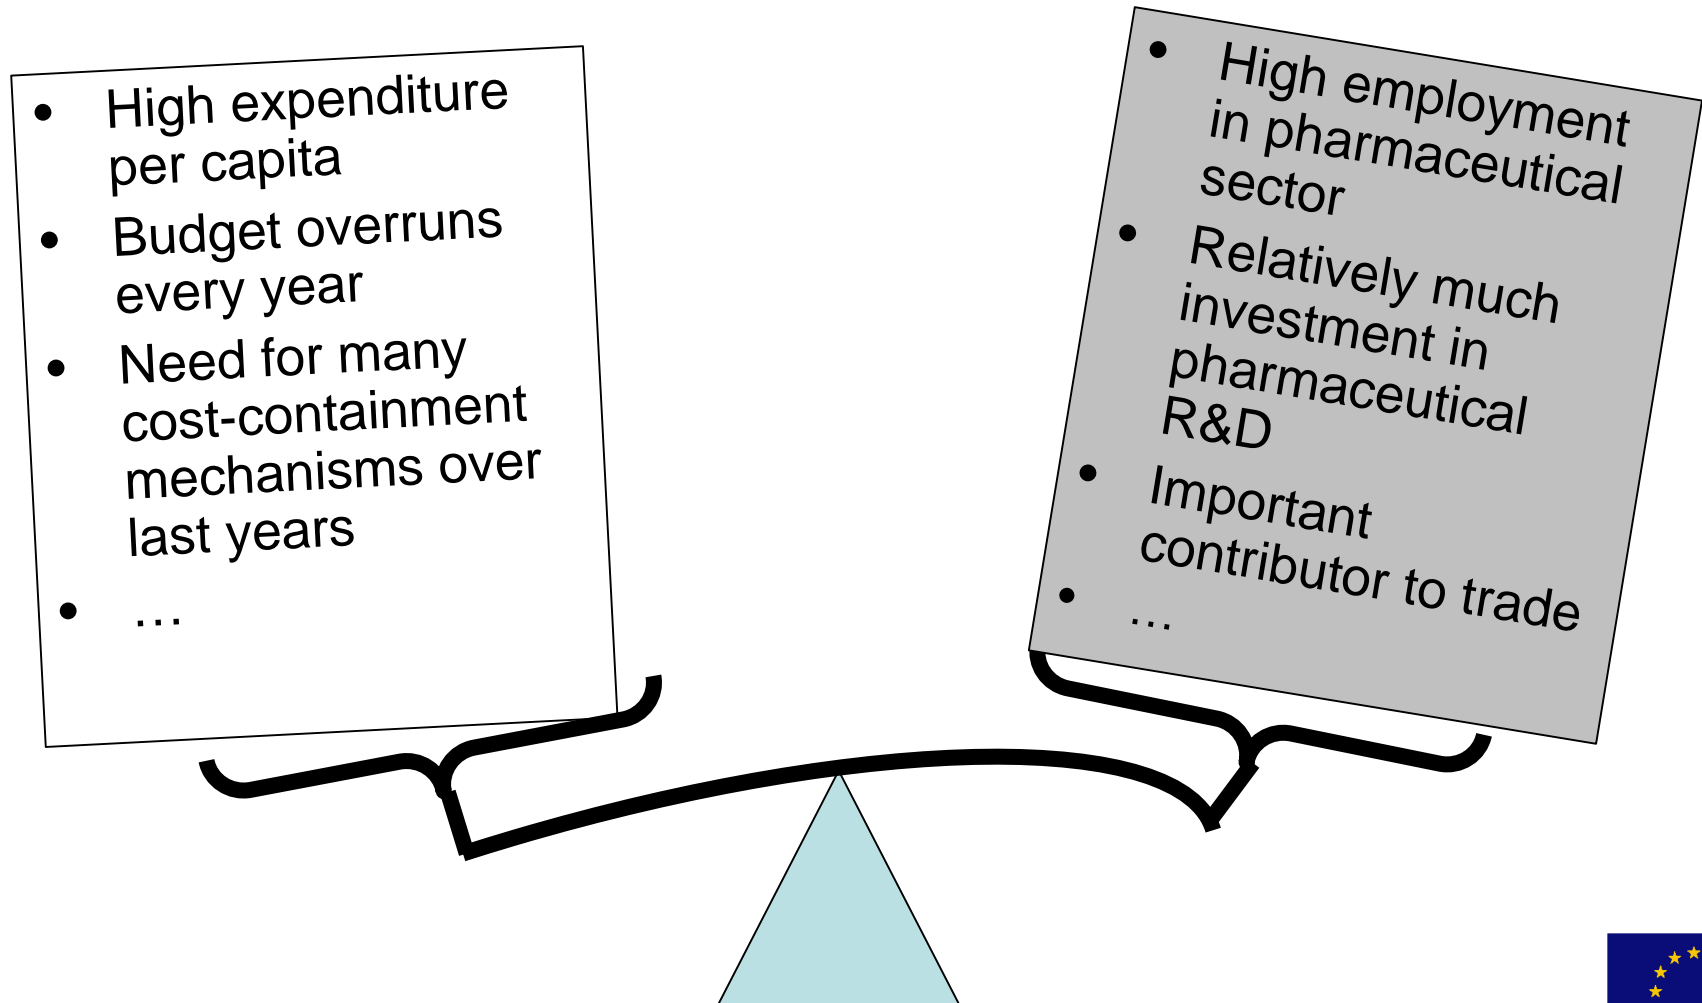 • High expenditure
per capita
• Budget overruns
every year
• Need for many
cost-containment
mechanisms over
last years
• …
• High employment
in pharmaceutical
sector
• Relatively much
investment in
pharmaceutical
R&D
• Important
contributor to trade
• …